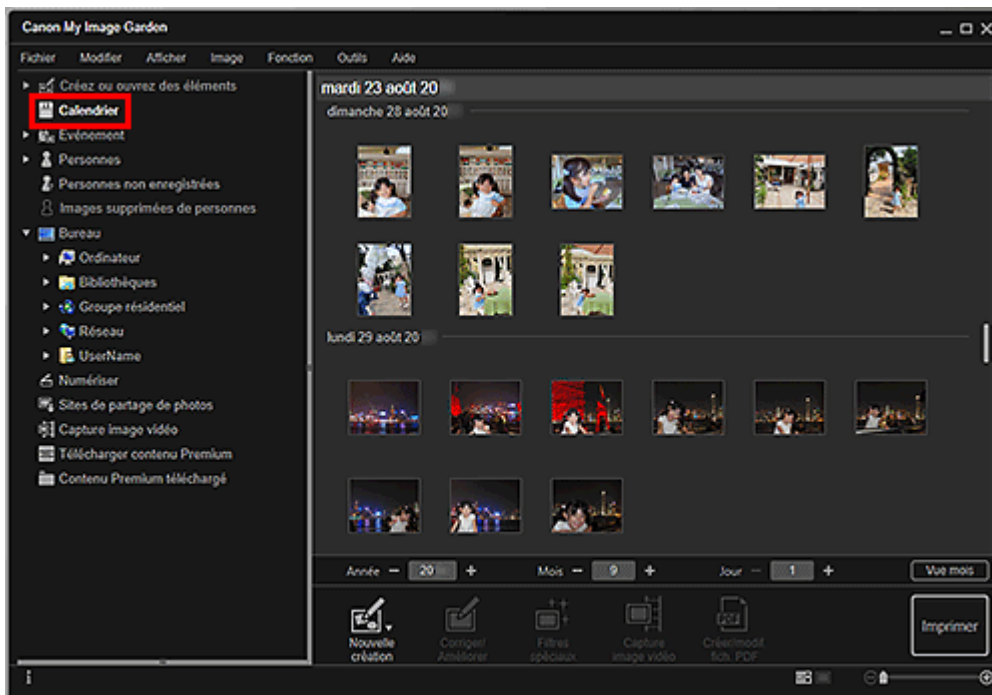 Canon My Image Garden
Fichier Modifier Afficher Image Fonction Outils Aide
Créez ou ouvrez des éléments
Calendrier
Evénement
Personnes
Personnes non enregistrées
Images supprimées de personnes
Bureau
Ordinateur
Bibliothèques
Groupe résidentiel
Réseau
UserName
Numériser
Sites de partage de photos
Capture image vidéo
Télécharger contenu Premium
Contenu Premium téléchargé
mardi 23 août 20
dimanche 28 août 20
lundi 29 août 20
Année − 20 + Mois − 9 + Jour − 1 + Vue mois
Nouvelle création
Corriger/Améliorer
Filtres spéciaux
Capture image vidéo
PDF
Créer/modif fich. PDF
Imprimer